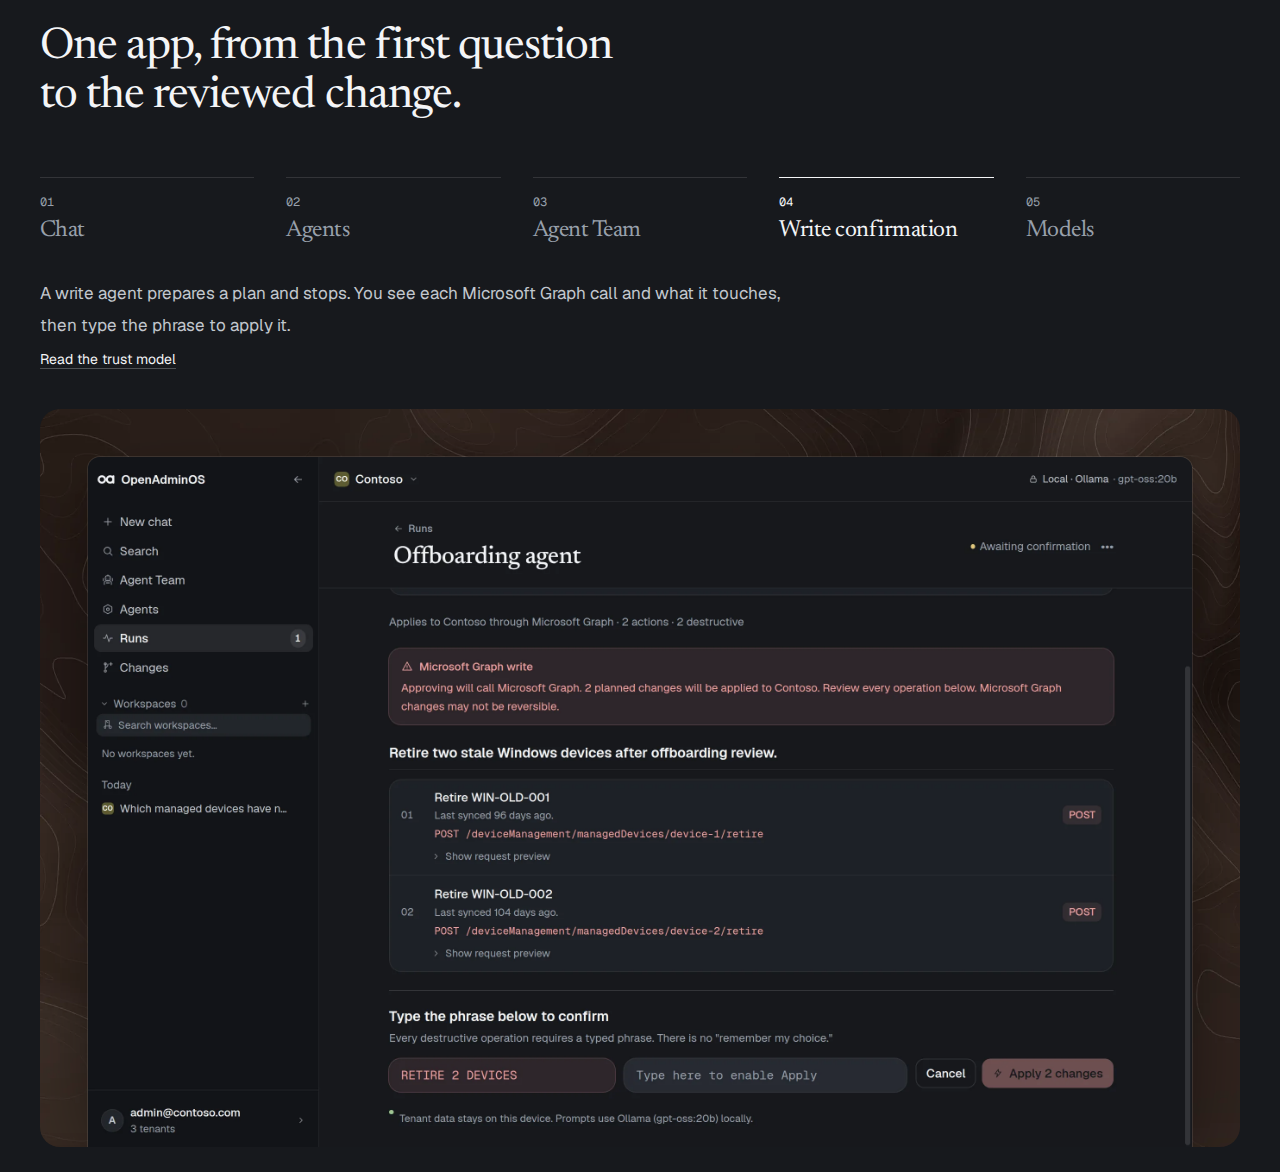 One app, from the first question
to the reviewed change.
01
Chat
02
Agents
03
Agent Team
04
Write confirmation
05
Models
A write agent prepares a plan and stops. You see each Microsoft Graph call and what it touches,
then type the phrase to apply it.
Read the trust model
OpenAdminOS
New chat
Search
Agent Team
Agents
Runs 1
Changes
Workspaces 0
Search workspaces...
No workspaces yet.
Today
CO Which managed devices have n...
A admin@contoso.com
3 tenants
CO Contoso
Local · Ollama · gpt-oss:20b
Runs
Offboarding agent
Awaiting confirmation
Applies to Contoso through Microsoft Graph · 2 actions · 2 destructive
Microsoft Graph write
Approving will call Microsoft Graph. 2 planned changes will be applied to Contoso. Review every operation below. Microsoft Graph
changes may not be reversible.
Retire two stale Windows devices after offboarding review.
01
Retire WIN-OLD-001
Last synced 96 days ago.
POST /deviceManagement/managedDevices/device-1/retire
Show request preview
POST
02
Retire WIN-OLD-002
Last synced 104 days ago.
POST /deviceManagement/managedDevices/device-2/retire
Show request preview
POST
Type the phrase below to confirm
Every destructive operation requires a typed phrase. There is no "remember my choice."
RETIRE 2 DEVICES
Type here to enable Apply
Cancel
Apply 2 changes
Tenant data stays on this device. Prompts use Ollama (gpt-oss:20b) locally.